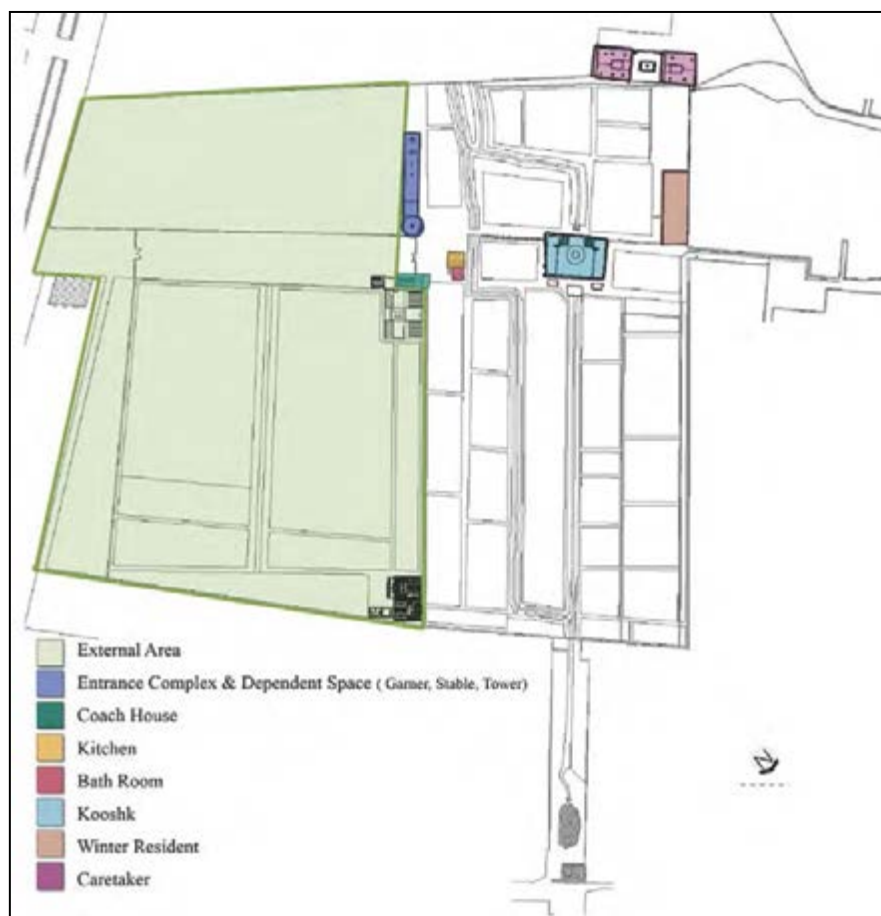 External Area
Entrance Complex & Dependent Space ( Garner, Stable, Tower)
Coach House
Kitchen
Bath Room
Kooshk
Winter Resident
Caretaker
N